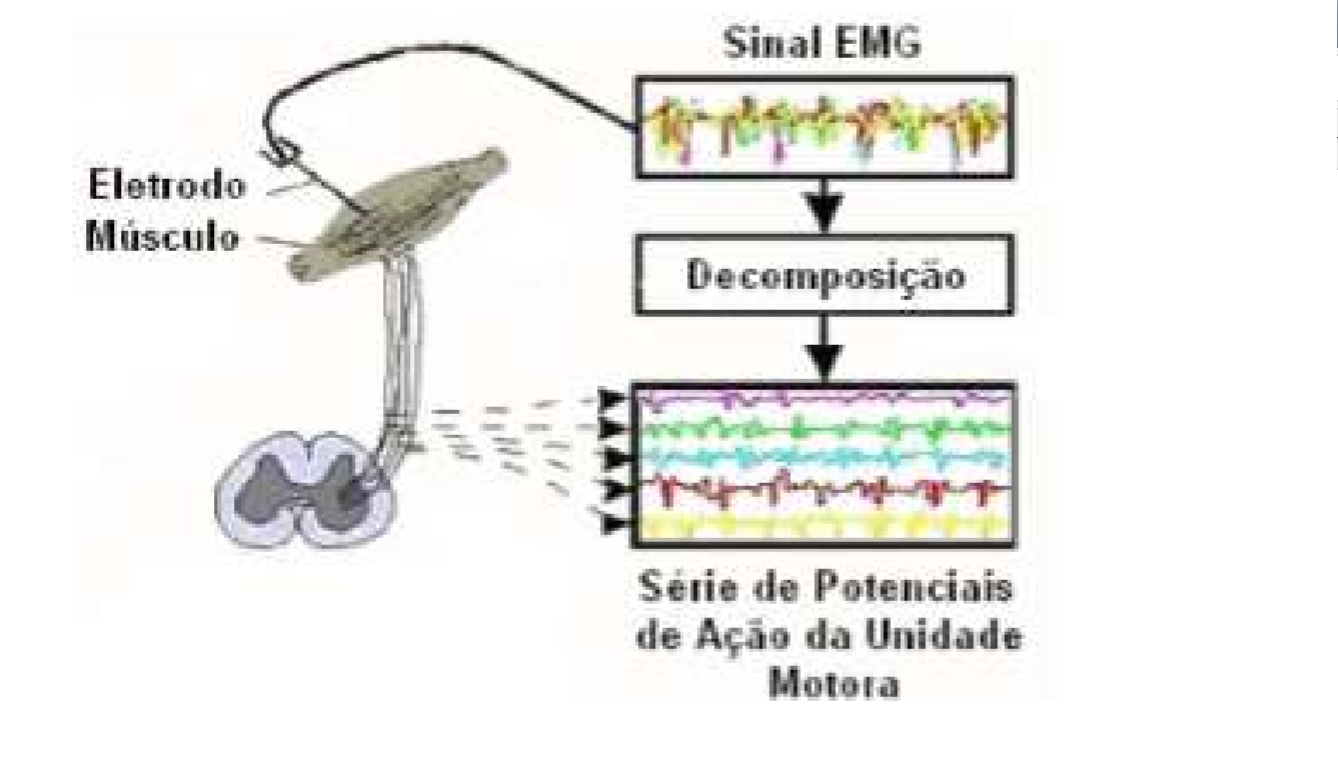 Sinal EMG
Eletrodo
Músculo
Decomposição
Série de Potenciais
de Ação da Unidade
Motora